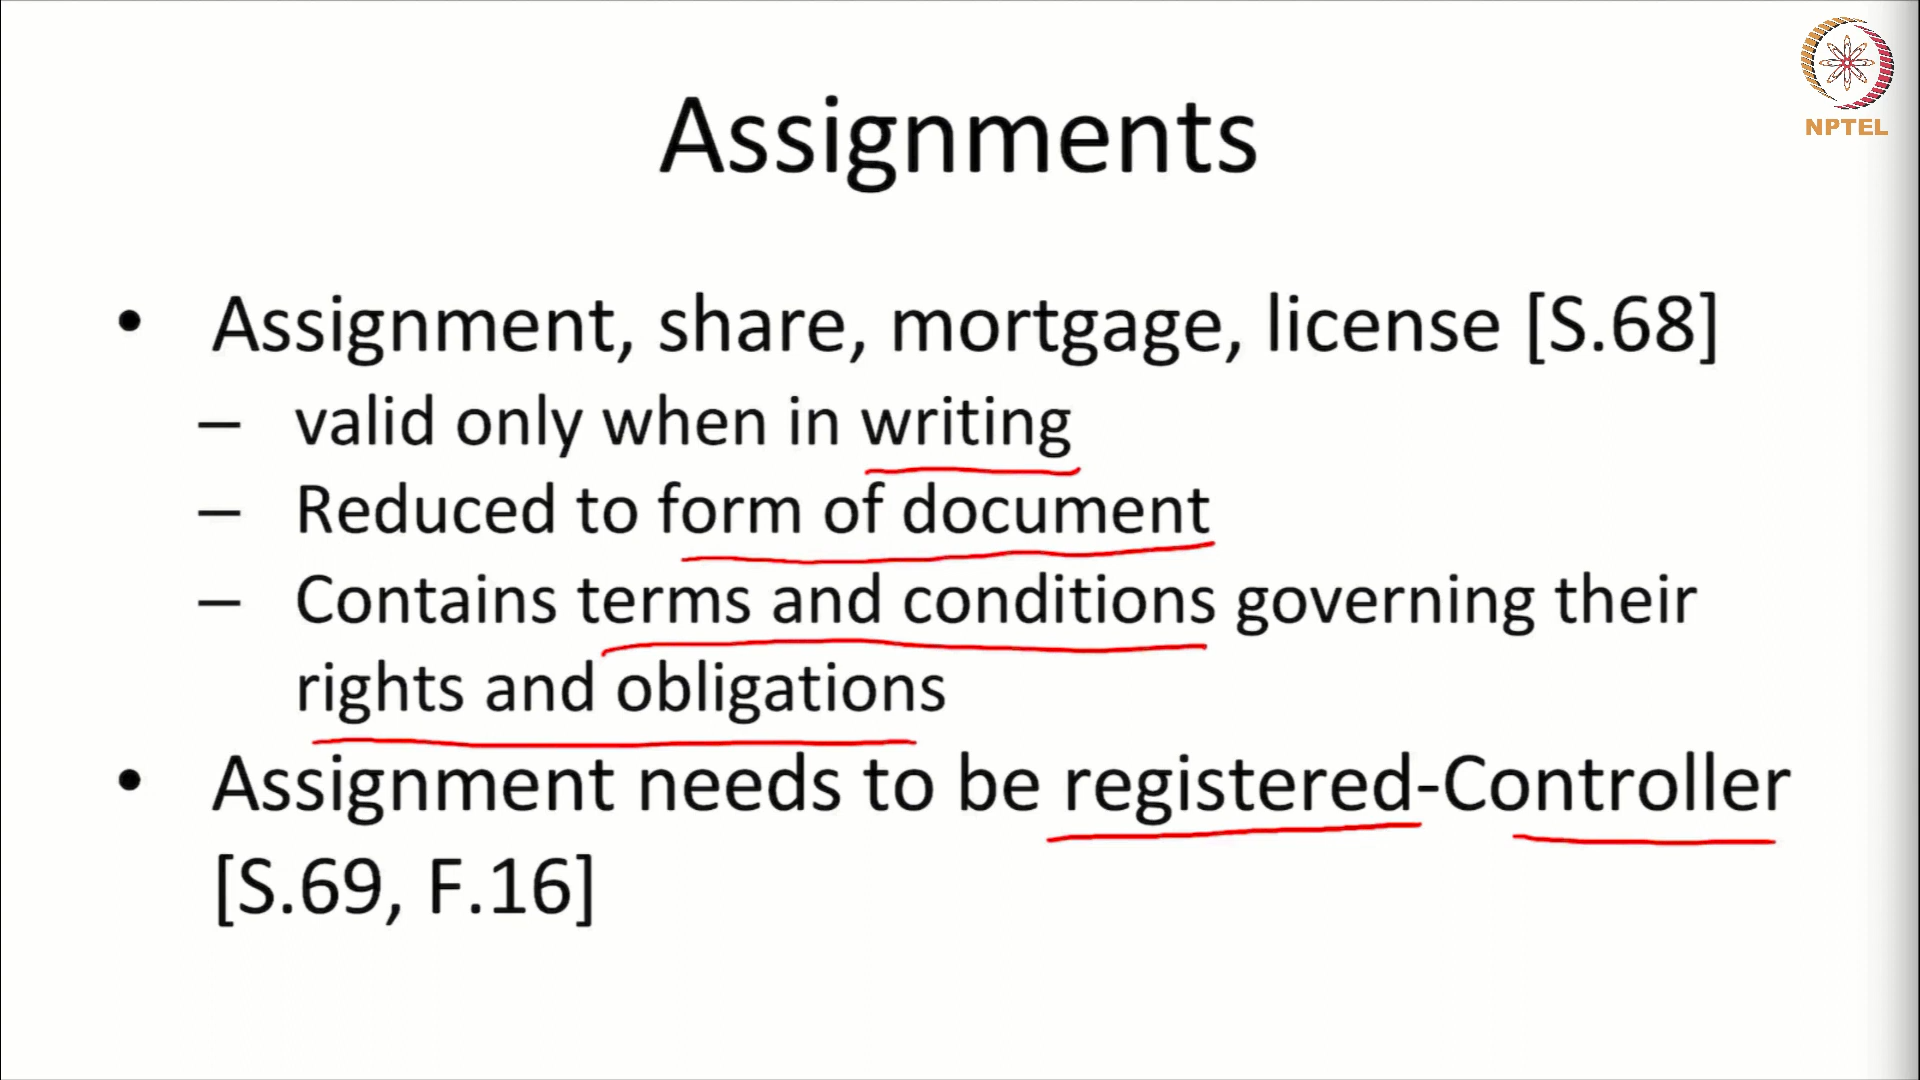 NPTEL
Assignments
• Assignment, share, mortgage, license [S.68]
– valid only when in writing
– Reduced to form of document
– Contains terms and conditions governing their
rights and obligations
• Assignment needs to be registered-Controller
[S.69, F.16]